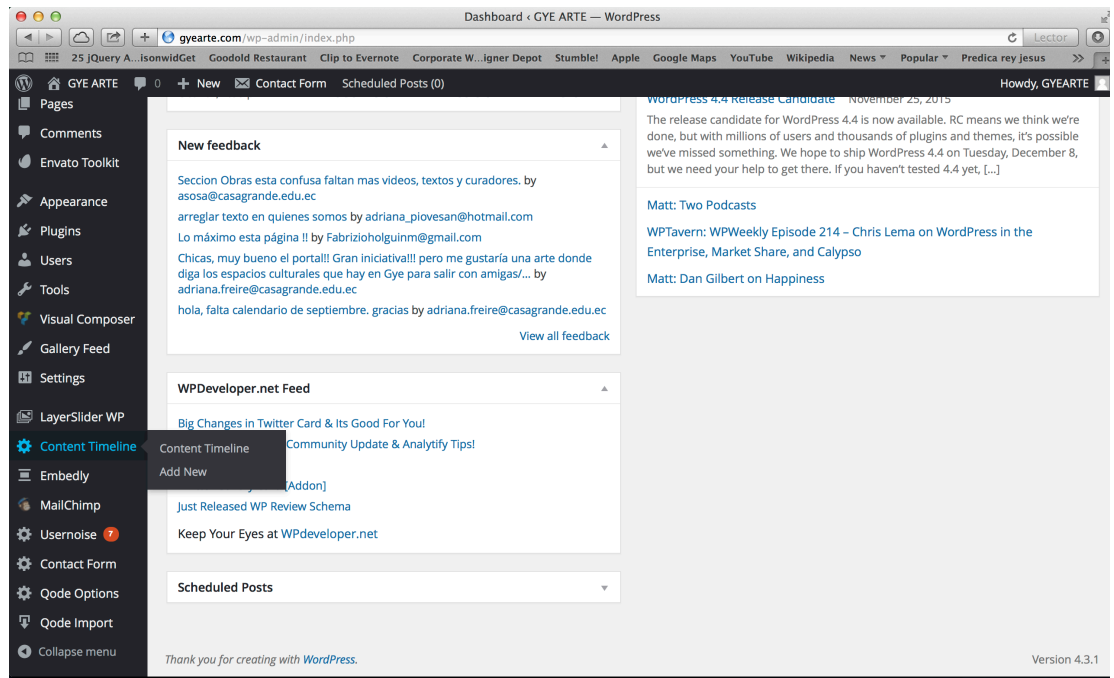 Dashboard ‹ GYE ARTE — WordPress
gyearte.com/wp-admin/index.php
Lector
25 jQuery A...isonwidGet Goodold Restaurant Clip to Evernote Corporate W...igner Depot Stumble! Apple Google Maps YouTube Wikipedia News Popular Predica rey jesus
GYE ARTE 0 + New Contact Form Scheduled Posts (0) Howdy, GYEARTE
Pages
Comments
Envato Toolkit
Appearance
Plugins
Users
Tools
Visual Composer
Gallery Feed
Settings
LayerSlider WP
Content Timeline
Embedly
MailChimp
Usernoise 7
Contact Form
Qode Options
Qode Import
Collapse menu
Content Timeline
Add New
New feedback
Seccion Obras esta confusa faltan mas videos, textos y curadores. by
asosa@casagrande.edu.ec
arreglar texto en quienes somos by adriana_piovesan@hotmail.com
Lo máximo esta página !! by Fabrizioholguinm@gmail.com
Chicas, muy bueno el portal!! Gran iniciativa!!! pero me gustaría una arte donde
diga los espacios culturales que hay en Gye para salir con amigas/... by
adriana.freire@casagrande.edu.ec
hola, falta calendario de septiembre. gracias by adriana.freire@casagrande.edu.ec
View all feedback
WPDeveloper.net Feed
Big Changes in Twitter Card & Its Good For You!
Community Update & Analytify Tips!
[Addon]
Just Released WP Review Schema
Keep Your Eyes at WPdeveloper.net
Scheduled Posts
WordPress 4.4 Release Candidate November 25, 2015
The release candidate for WordPress 4.4 is now available. RC means we think we're
done, but with millions of users and thousands of plugins and themes, it's possible
we've missed something. We hope to ship WordPress 4.4 on Tuesday, December 8,
but we need your help to get there. If you haven't tested 4.4 yet, [...]
Matt: Two Podcasts
WPTavern: WPWeekly Episode 214 – Chris Lema on WordPress in the
Enterprise, Market Share, and Calypso
Matt: Dan Gilbert on Happiness
Thank you for creating with WordPress.
Version 4.3.1